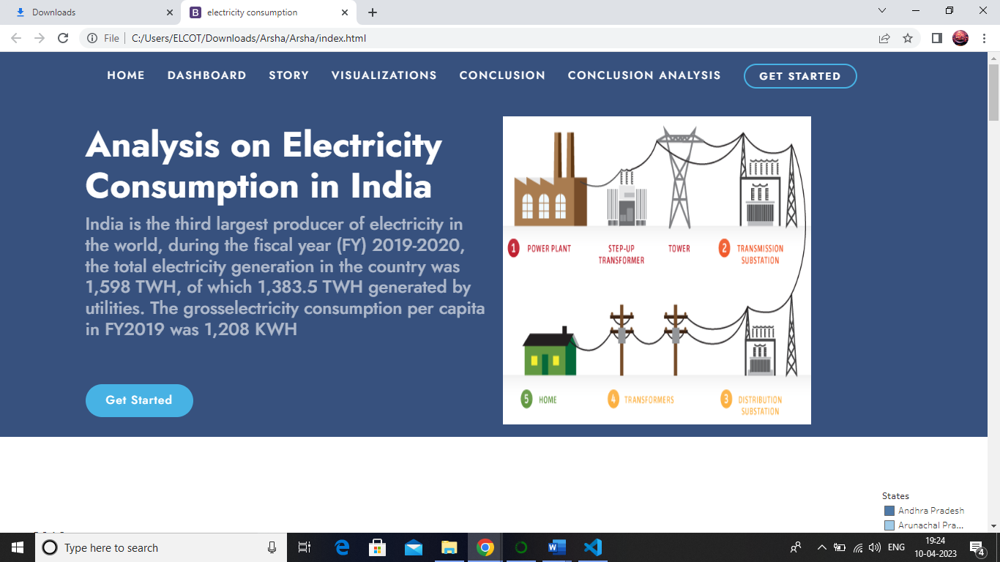 Downloads
electricity consumption
File
C:/Users/ELCOT/Downloads/Arsha/Arsha/index.html
HOME DASHBOARD STORY VISUALIZATIONS CONCLUSION CONCLUSION ANALYSIS GET STARTED
Analysis on Electricity
Consumption in India
India is the third largest producer of electricity in
the world, during the fiscal year (FY) 2019-2020,
the total electricity generation in the country was
1,598 TWH, of which 1,383.5 TWH generated by
utilities. The grosselectricity consumption per capita
in FY2019 was 1,208 KWH
Get Started
1 POWER PLANT
STEP-UP
TRANSFORMER
TOWER
2 TRANSMISSION
SUBSTATION
5 HOME
4 TRANSFORMERS
3 DISTRIBUTION
SUBSTATION
States
Andhra Pradesh
Arunachal Pra...
Type here to search
ENG
19:24
10-04-2023
4